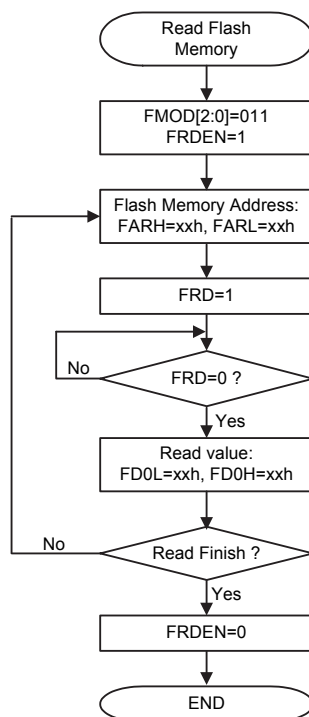 Read Flash
Memory
FMOD[2:0]=011
FRDEN=1
Flash Memory Address:
FARH=xxh, FARL=xxh
FRD=1
No
FRD=0 ?
Yes
Read value:
FD0L=xxh, FD0H=xxh
No
Read Finish ?
Yes
FRDEN=0
END